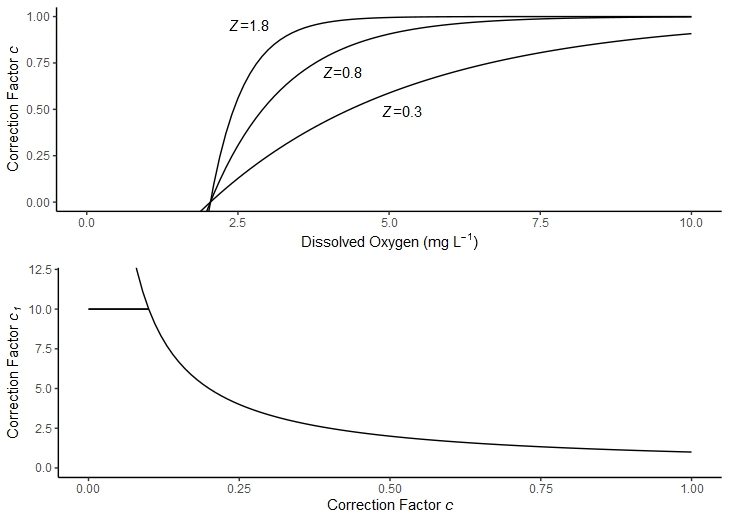 Correction Factor c
1.00
0.75
0.50
0.25
0.00
Z=1.8
Z=0.8
Z=0.3
0.0 2.5 5.0 7.5 10.0
Dissolved Oxygen (mg L⁻¹)
Correction Factor c₁
12.5
10.0
7.5
5.0
2.5
0.0
0.00 0.25 0.50 0.75 1.00
Correction Factor c